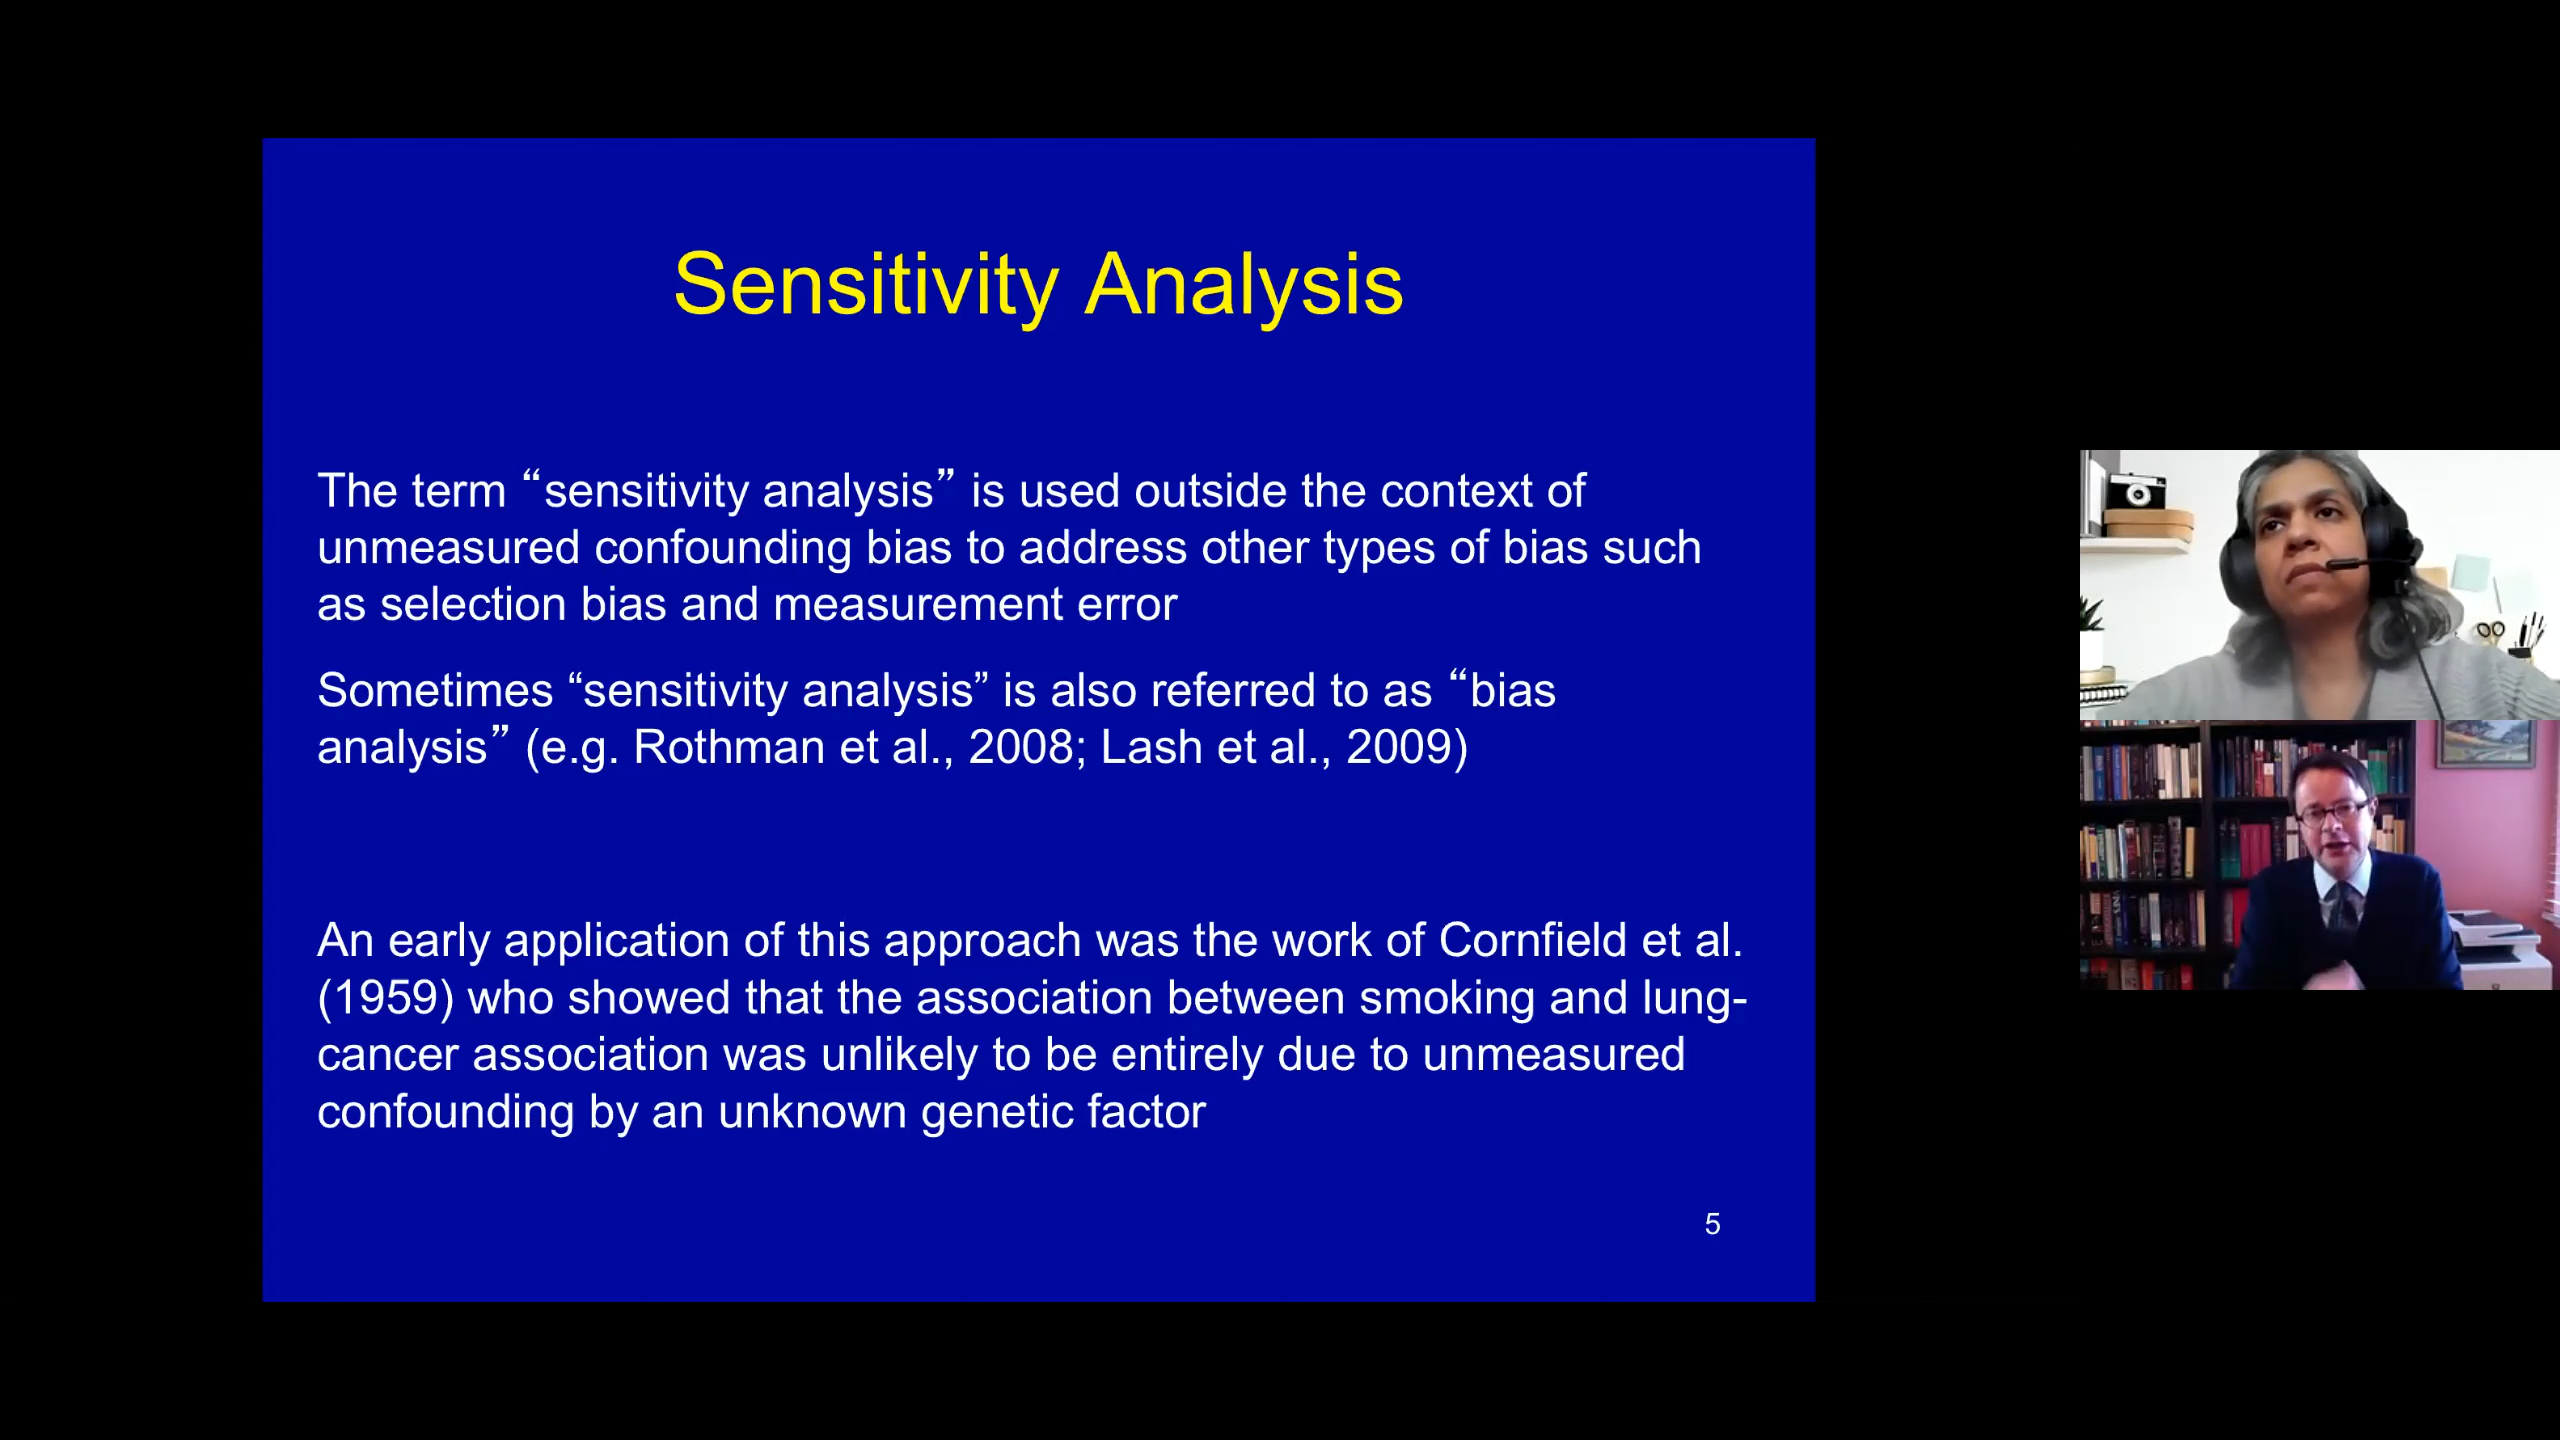 Sensitivity Analysis
The term “sensitivity analysis” is used outside the context of
unmeasured confounding bias to address other types of bias such
as selection bias and measurement error
Sometimes “sensitivity analysis” is also referred to as “bias
analysis” (e.g. Rothman et al., 2008; Lash et al., 2009)
An early application of this approach was the work of Cornfield et al.
(1959) who showed that the association between smoking and lung-
cancer association was unlikely to be entirely due to unmeasured
confounding by an unknown genetic factor
5